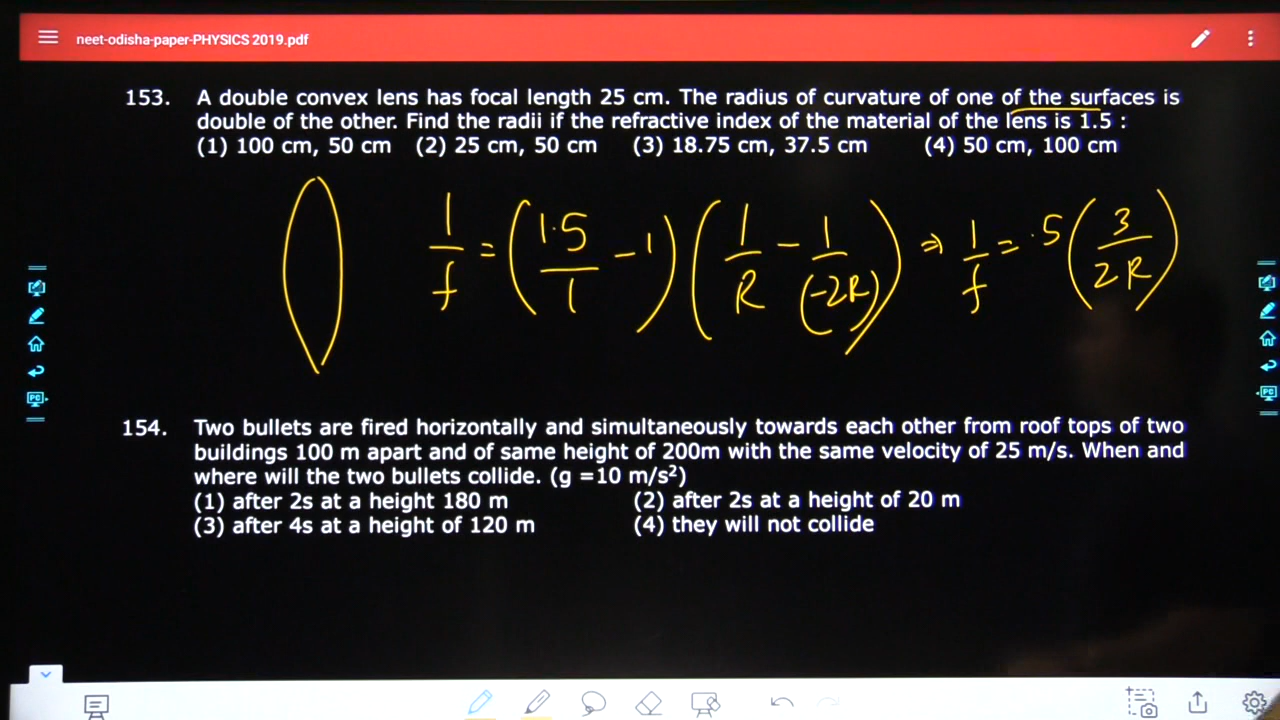 neet-odisha-paper-PHYSICS 2019.pdf
153. A double convex lens has focal length 25 cm. The radius of curvature of one of the surfaces is
double of the other. Find the radii if the refractive index of the material of the lens is 1.5 :
(1) 100 cm, 50 cm (2) 25 cm, 50 cm (3) 18.75 cm, 37.5 cm (4) 50 cm, 100 cm
1/f = (1.5/1 - 1) (1/R - 1/(-2R)) ⇒ 1/f = .5 (3/2R)
154. Two bullets are fired horizontally and simultaneously towards each other from roof tops of two
buildings 100 m apart and of same height of 200m with the same velocity of 25 m/s. When and
where will the two bullets collide. (g =10 m/s²)
(1) after 2s at a height 180 m (2) after 2s at a height of 20 m
(3) after 4s at a height of 120 m (4) they will not collide
PC
PC